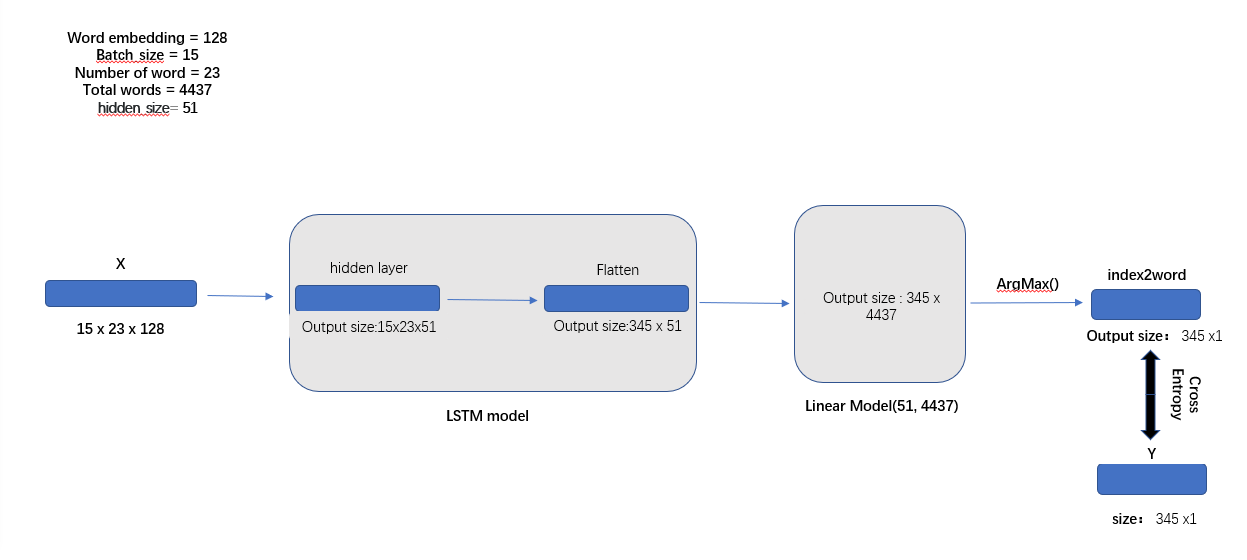 Word embedding = 128
Batch size = 15
Number of word = 23
Total words = 4437
hidden size= 51
X
15 x 23 x 128
hidden layer
Output size:15x23x51
Flatten
Output size:345 x 51
LSTM model
Output size : 345 x
4437
Linear Model(51, 4437)
ArgMax()
index2word
Output size： 345 x1
Cross
Entropy
Y
size： 345 x1